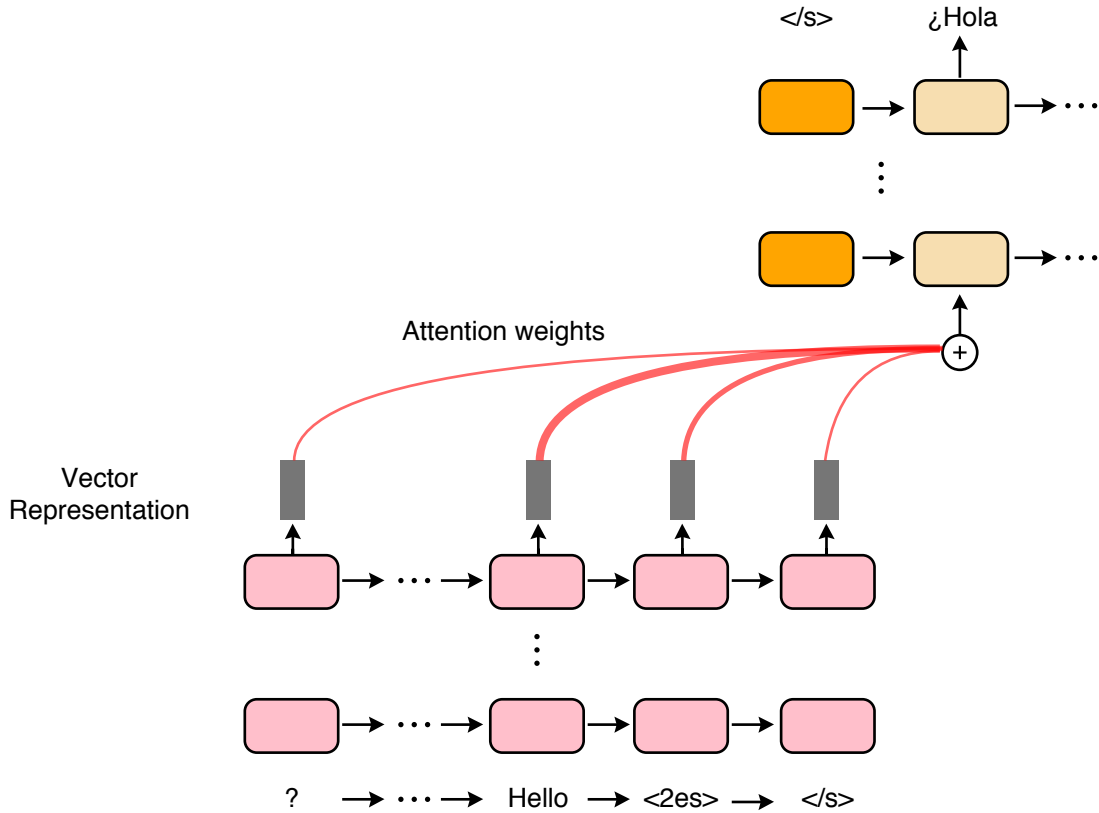 </s> ¿Hola
Attention weights
+
Vector
Representation
? Hello <2es> </s>